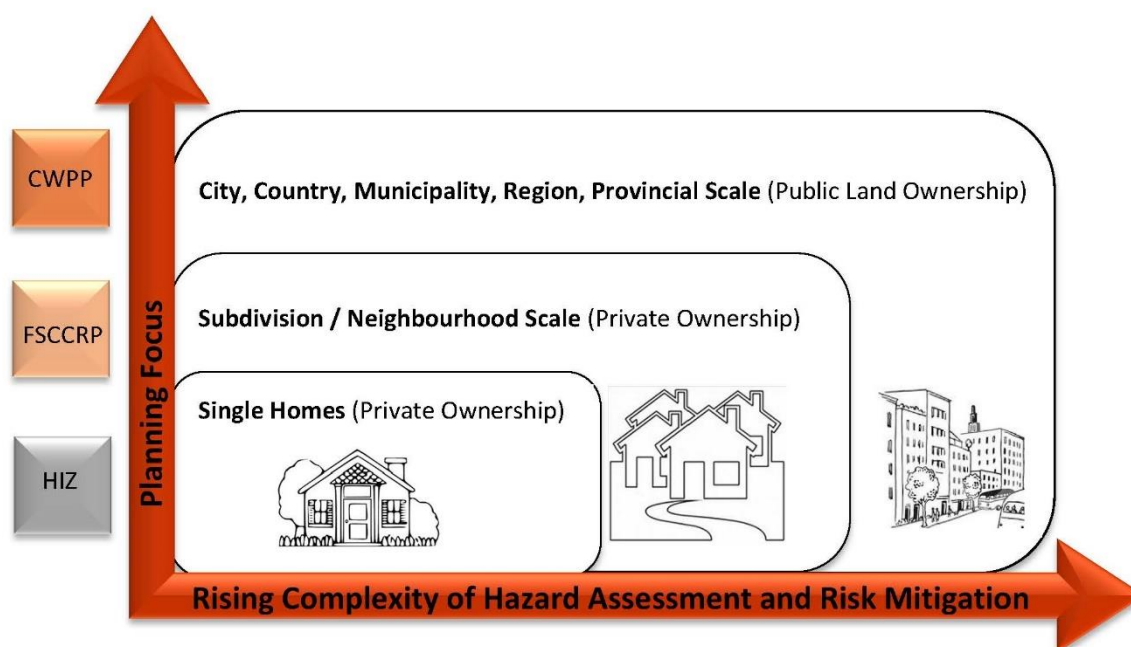 CWPP
City, Country, Municipality, Region, Provincial Scale (Public Land Ownership)
FSCCRP
Subdivision / Neighbourhood Scale (Private Ownership)
Single Homes (Private Ownership)
HIZ
Planning Focus
Rising Complexity of Hazard Assessment and Risk Mitigation